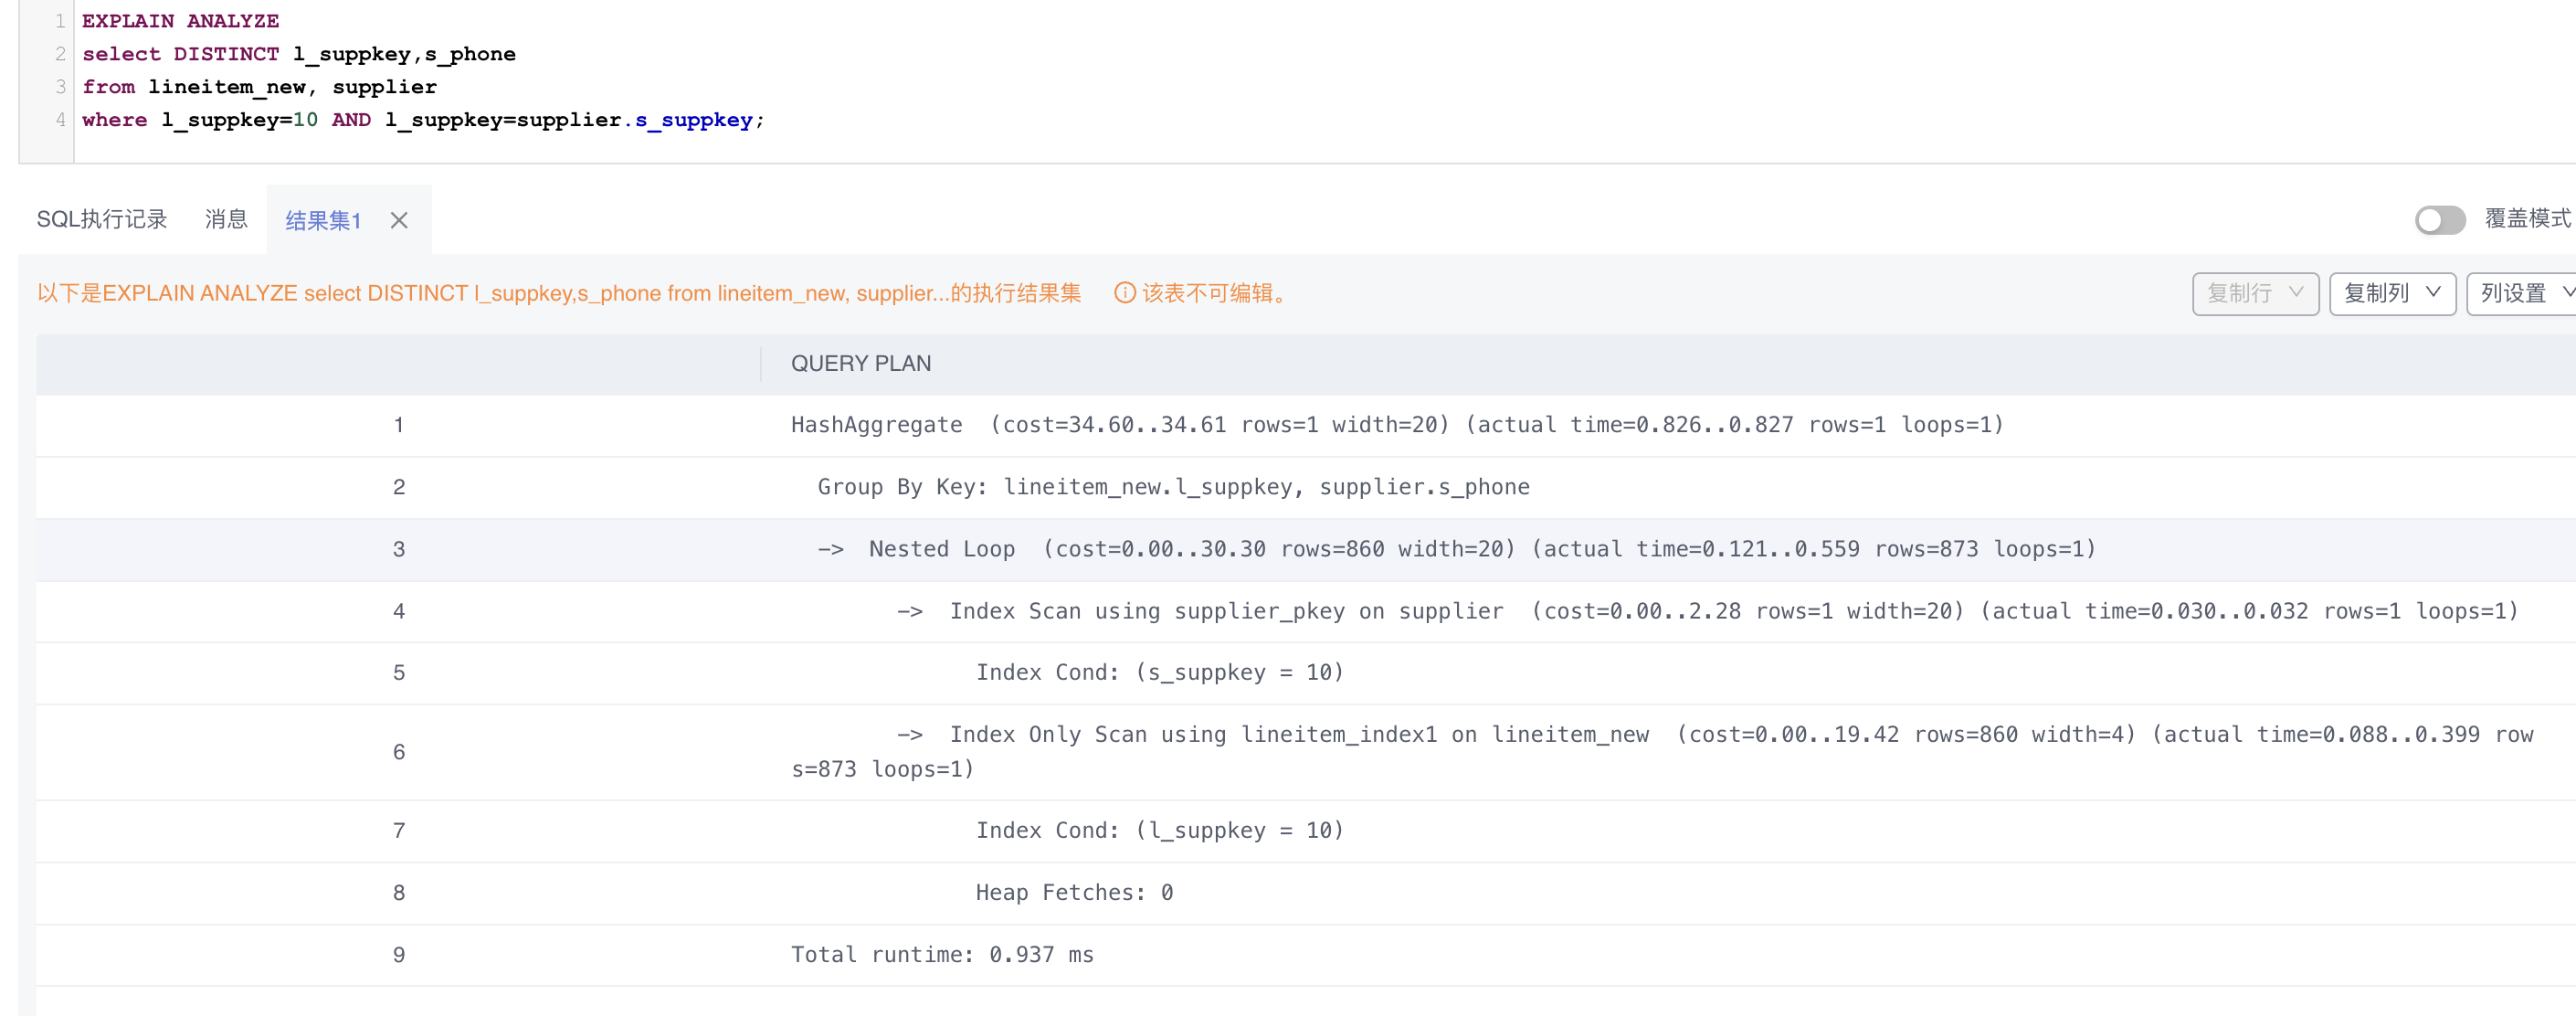 1 EXPLAIN ANALYZE
2 select DISTINCT l_suppkey,s_phone
3 from lineitem_new, supplier
4 where l_suppkey=10 AND l_suppkey=supplier.s_suppkey;
SQL执行记录 消息 结果集1 覆盖模式
以下是EXPLAIN ANALYZE select DISTINCT l_suppkey,s_phone from lineitem_new, supplier...的执行结果集 该表不可编辑。 复制行 复制列 列设置
QUERY PLAN
1 HashAggregate (cost=34.60..34.61 rows=1 width=20) (actual time=0.826..0.827 rows=1 loops=1)
2 Group By Key: lineitem_new.l_suppkey, supplier.s_phone
3 -> Nested Loop (cost=0.00..30.30 rows=860 width=20) (actual time=0.121..0.559 rows=873 loops=1)
4 -> Index Scan using supplier_pkey on supplier (cost=0.00..2.28 rows=1 width=20) (actual time=0.030..0.032 rows=1 loops=1)
5 Index Cond: (s_suppkey = 10)
6 -> Index Only Scan using lineitem_index1 on lineitem_new (cost=0.00..19.42 rows=860 width=4) (actual time=0.088..0.399 row
s=873 loops=1)
7 Index Cond: (l_suppkey = 10)
8 Heap Fetches: 0
9 Total runtime: 0.937 ms